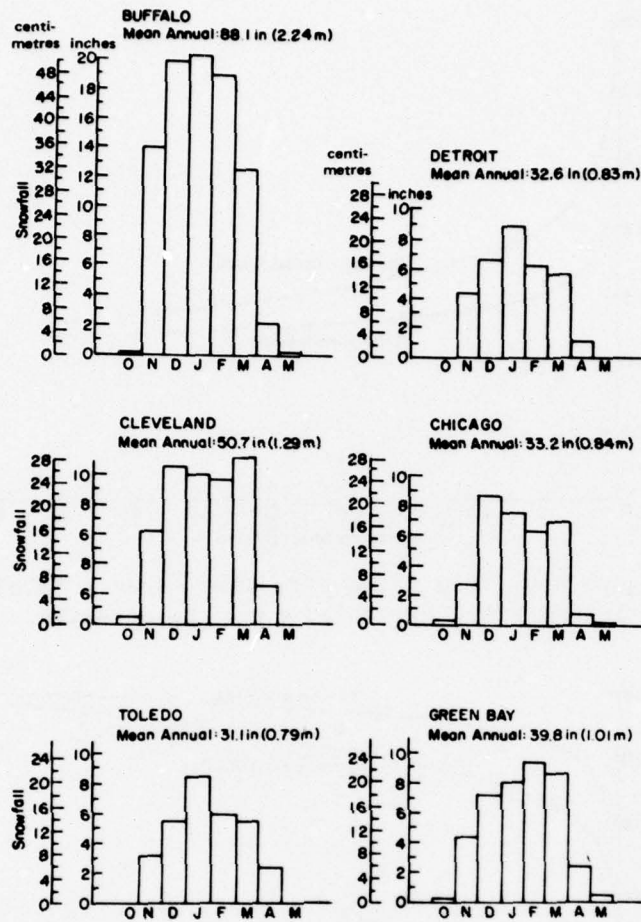 BUFFALO
Mean Annual: 88.1 in (2.24 m)
centi-
metres inches
48 44 40 36 32 28 24 20 16 12 8 4 0
20 18 16 14 12 10 8 6 4 2 0
Snowfall
O N D J F M A M
DETROIT
Mean Annual: 32.6 in (0.83 m)
centi-
metres inches
28 24 20 16 12 8 4 0
10 8 6 4 2 0
O N D J F M A M
CLEVELAND
Mean Annual: 50.7 in (1.29 m)
28 24 20 16 12 8 4 0
10 8 6 4 6 0
Snowfall
O N D J F M A M
CHICAGO
Mean Annual: 33.2 in (0.84 m)
28 24 20 16 12 8 4 0
10 8 6 4 2 0
O N D J F M A M
TOLEDO
Mean Annual: 31.1 in (0.79 m)
24 20 16 12 8 4 0
10 8 6 4 2 0
Snowfall
O N D J F M A M
GREEN BAY
Mean Annual: 39.8 in (1.01 m)
24 20 16 12 8 4 0
10 8 6 4 2 0
O N D J F M A M